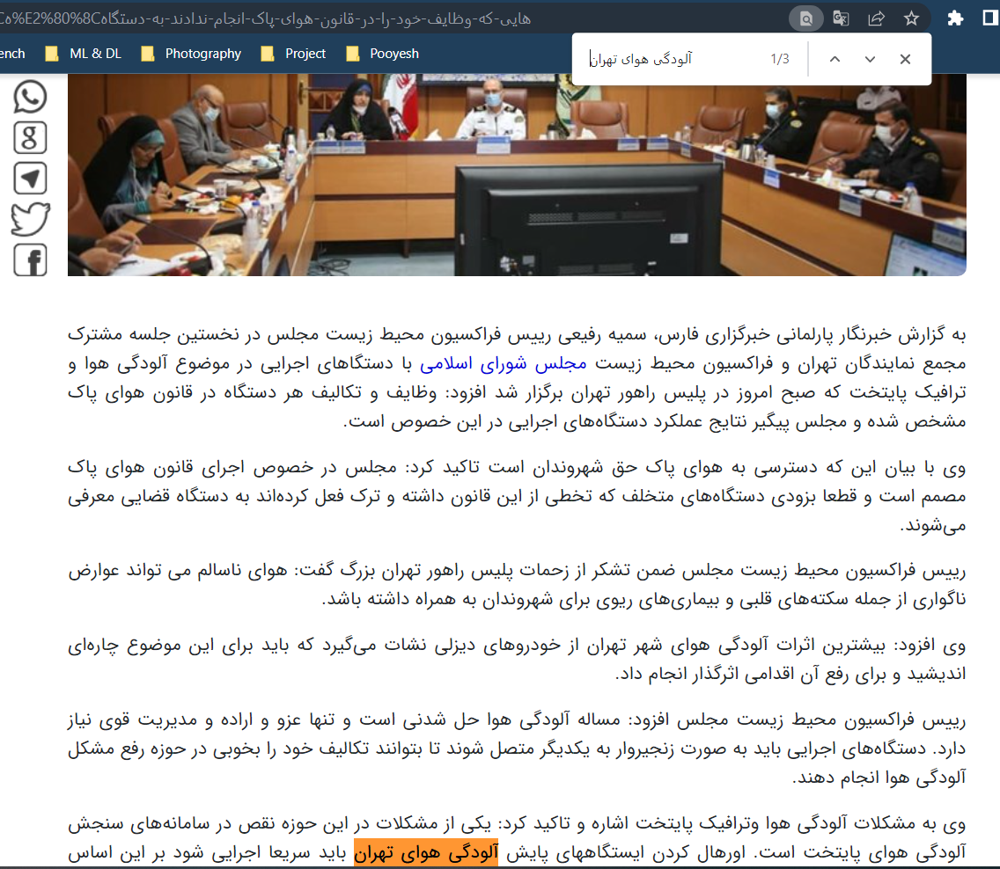 هایی-که-وظایف-خود-را-در-قانون-هوای-پاک-انجام-ندادند-به-دستگاه%E2%80%8C
ench
ML & DL
Photography
Project
Pooyesh
آلودگی هوای تهران
1/3
به گزارش خبرنگار پارلمانی خبرگزاری فارس، سمیه رفیعی رییس فراکسیون محیط زیست مجلس در نخستین جلسه مشترک
مجمع نمایندگان تهران و فراکسیون محیط زیست مجلس شورای اسلامی با دستگاهای اجرایی در موضوع آلودگی هوا و
ترافیک پایتخت که صبح امروز در پلیس راهور تهران برگزار شد افزود: وظایف و تکالیف هر دستگاه در قانون هوای پاک
مشخص شده و مجلس پیگیر نتایج عملکرد دستگاه‌های اجرایی در این خصوص است.
وی با بیان این که دسترسی به هوای پاک حق شهروندان است تاکید کرد: مجلس در خصوص اجرای قانون هوای پاک
مصمم است و قطعا بزودی دستگاه‌های متخلف که تخطی از این قانون داشته و ترک فعل کرده‌اند به دستگاه قضایی معرفی
می‌شوند.
رییس فراکسیون محیط زیست مجلس ضمن تشکر از زحمات پلیس راهور تهران بزرگ گفت: هوای ناسالم می تواند عوارض
ناگواری از جمله سکته‌های قلبی و بیماری‌های ریوی برای شهروندان به همراه داشته باشد.
وی افزود: بیشترین اثرات آلودگی هوای شهر تهران از خودروهای دیزلی نشات می‌گیرد که باید برای این موضوع چاره‌ای
اندیشید و برای رفع آن اقدامی اثرگذار انجام داد.
رییس فراکسیون محیط زیست مجلس افزود: مساله آلودگی هوا حل شدنی است و تنها عزو و اراده و مدیریت قوی نیاز
دارد. دستگاه‌های اجرایی باید به صورت زنجیروار به یکدیگر متصل شوند تا بتوانند تکالیف خود را بخوبی در حوزه رفع مشکل
آلودگی هوا انجام دهند.
وی به مشکلات آلودگی هوا وترافیک پایتخت اشاره و تاکید کرد: یکی از مشکلات در این حوزه نقص در سامانه‌های سنجش
آلودگی هوای پایتخت است. اورهال کردن ایستگاههای پایش آلودگی هوای تهران باید سریعا اجرایی شود بر این اساس